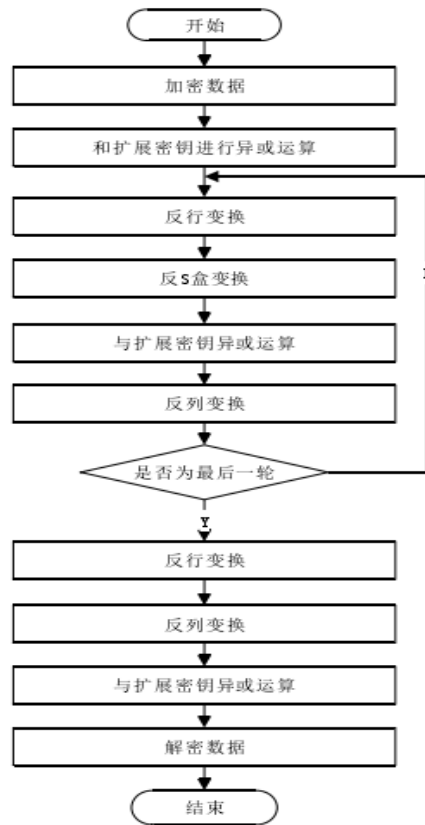 开始
加密数据
和扩展密钥进行异或运算
反行变换
反s盒变换
与扩展密钥异或运算
反列变换
是否为最后一轮
Y
反行变换
反列变换
与扩展密钥异或运算
解密数据
结束